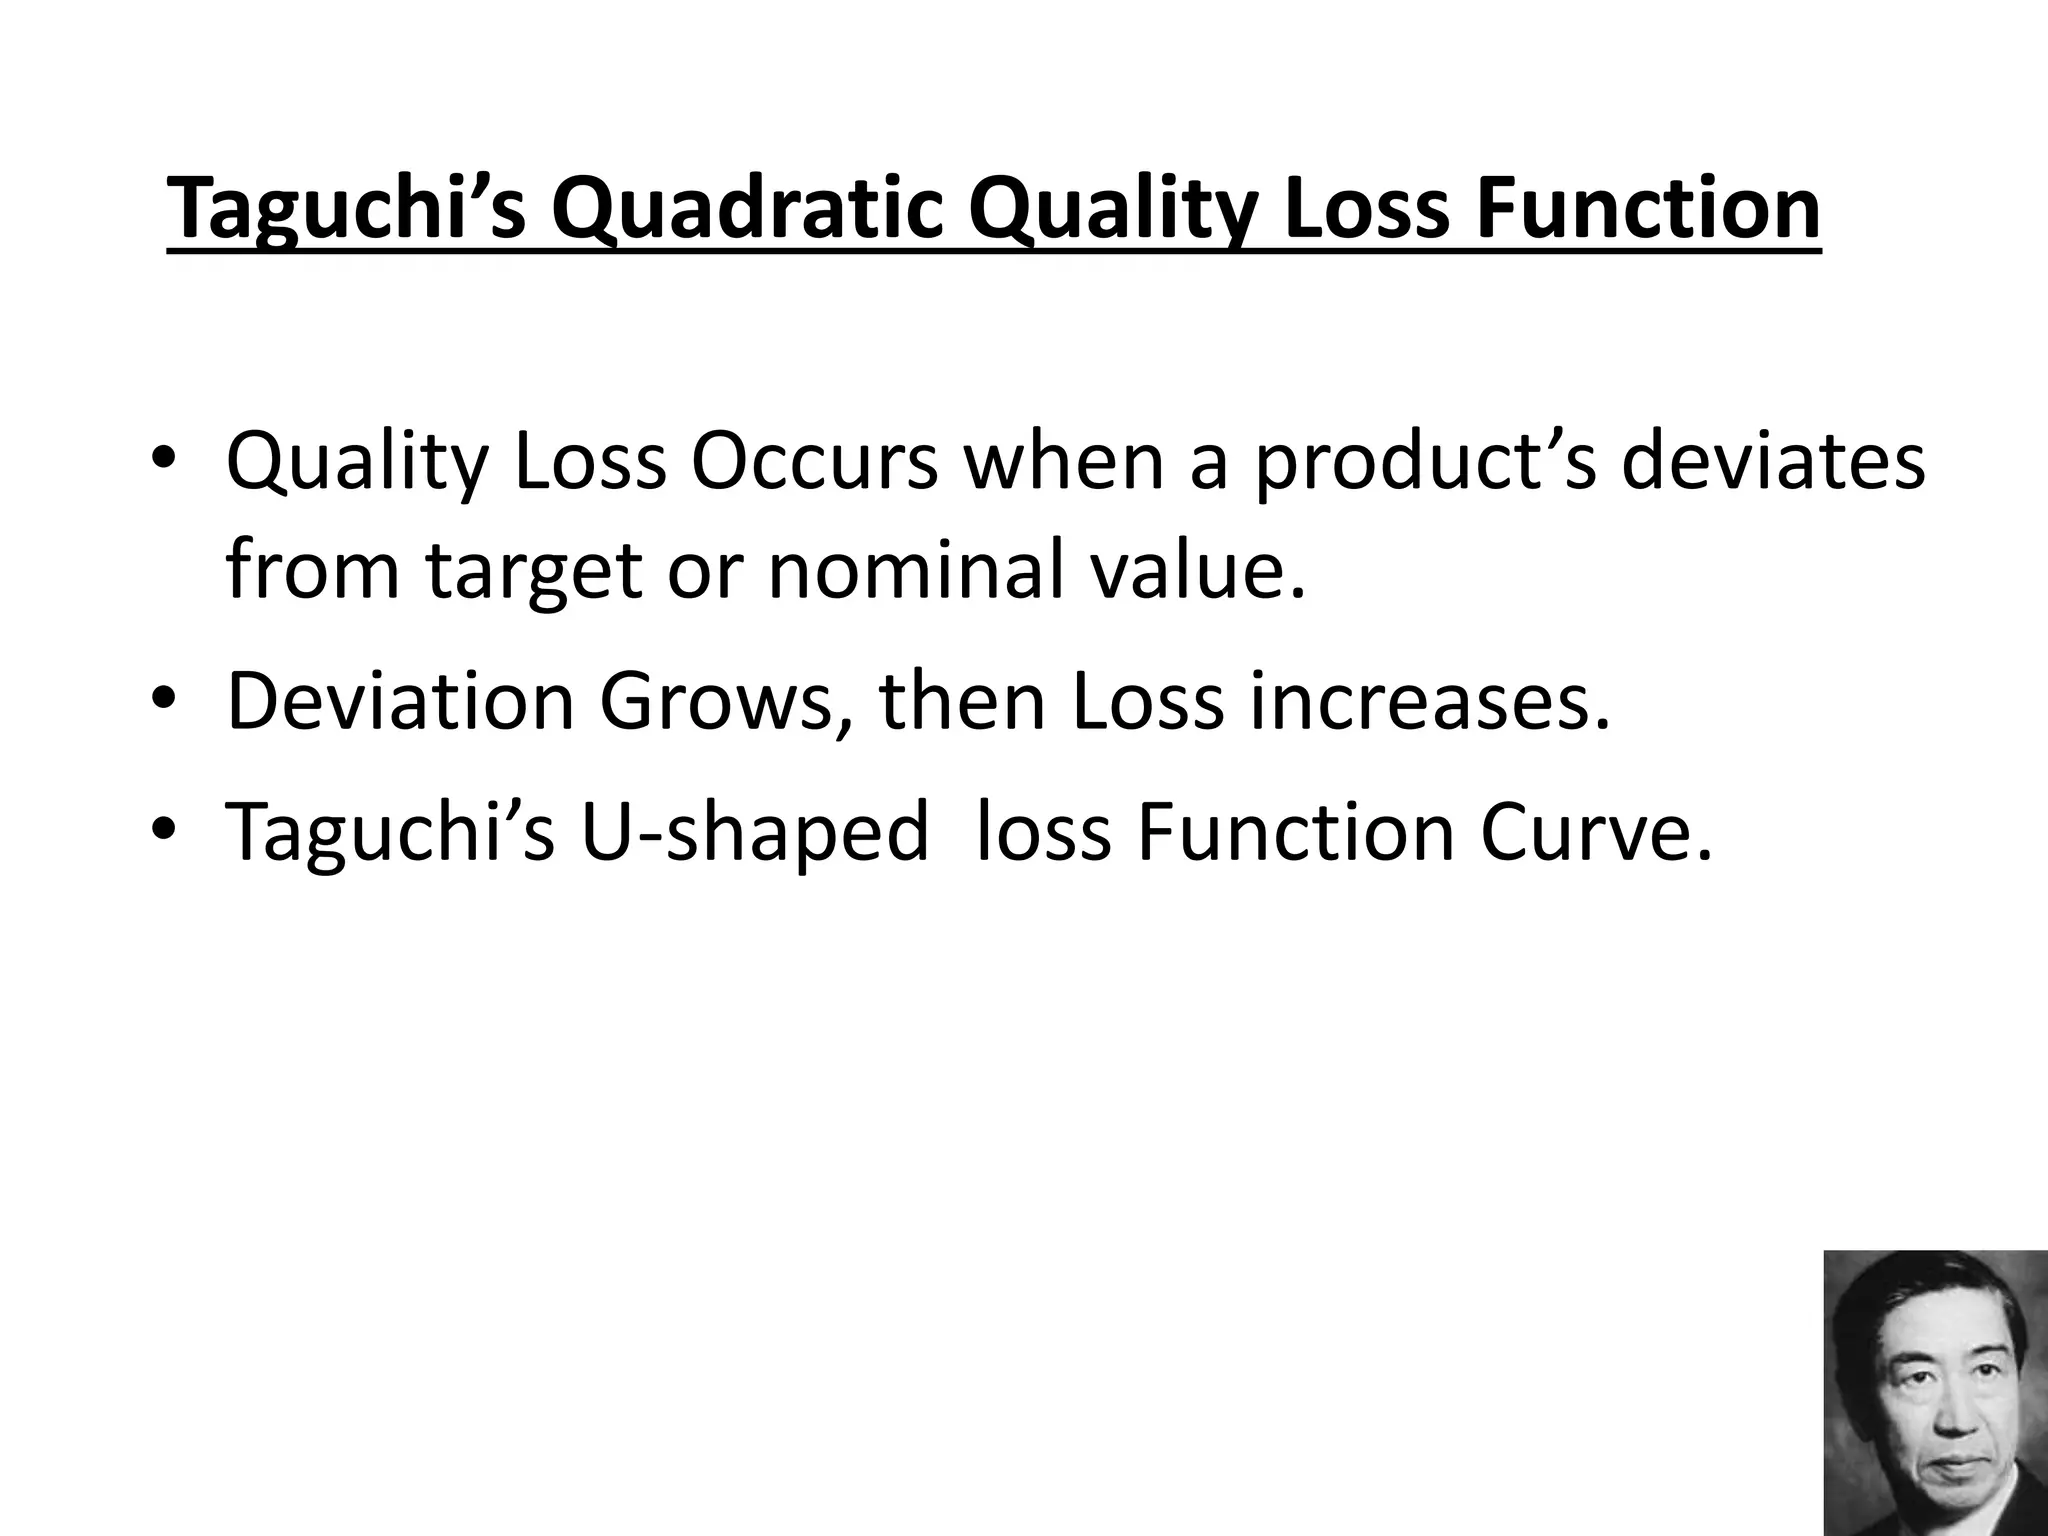 Taguchi’s Quadratic Quality Loss Function
• Quality Loss Occurs when a product’s deviates
from target or nominal value.
• Deviation Grows, then Loss increases.
• Taguchi’s U-shaped  loss Function Curve.